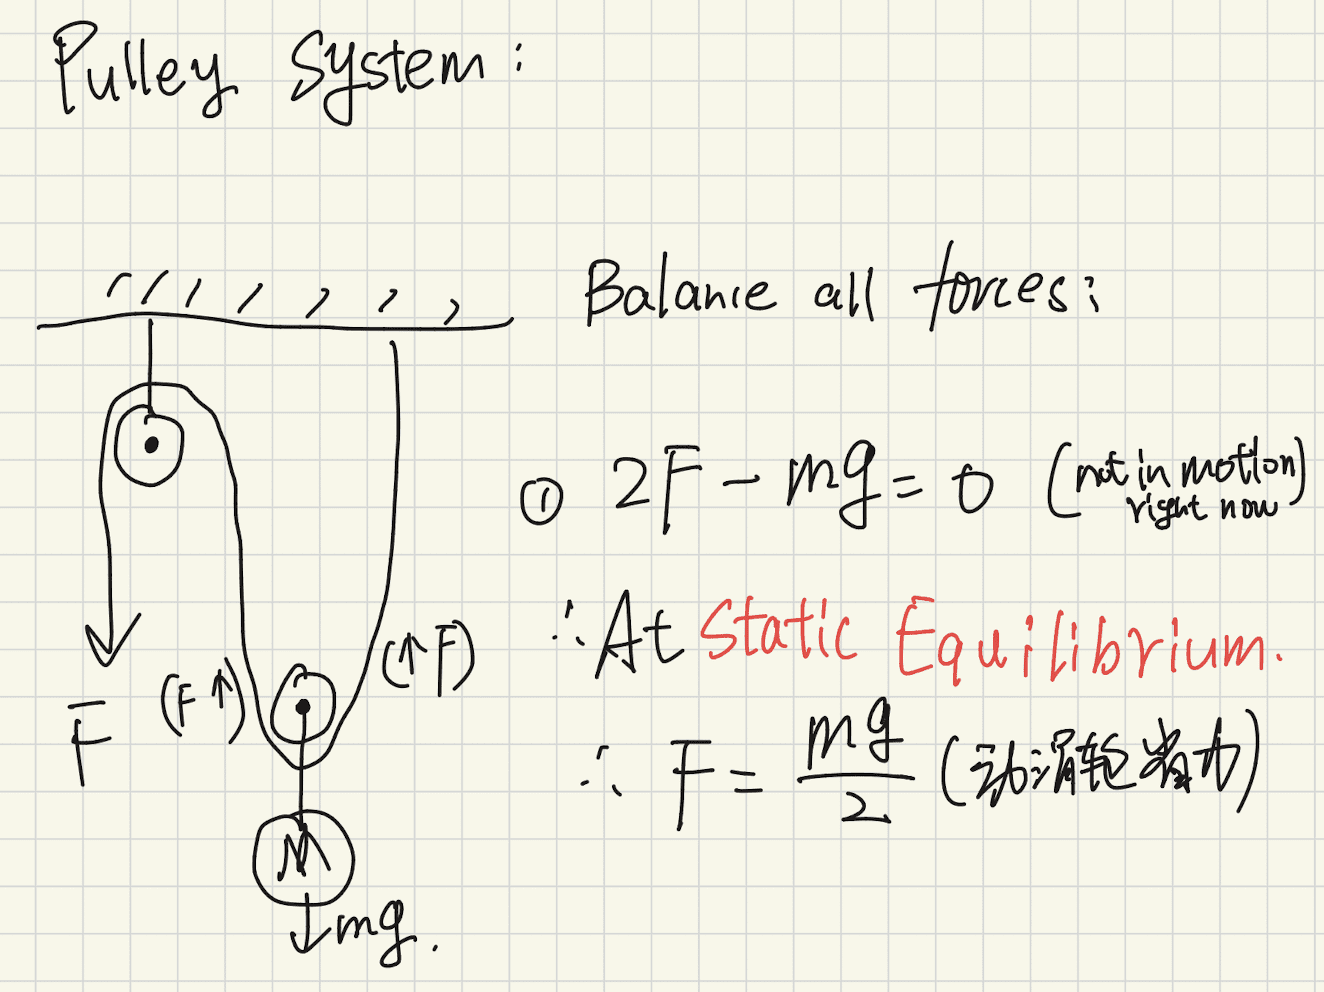 Pulley System:
Balance all forces:
① 2F - mg = 0 (not in motion
right now)
∴ At Static Equilibrium.
∴ F = mg/2 (动滑轮省力)
F
(F↑)
(↑F)
M
mg.